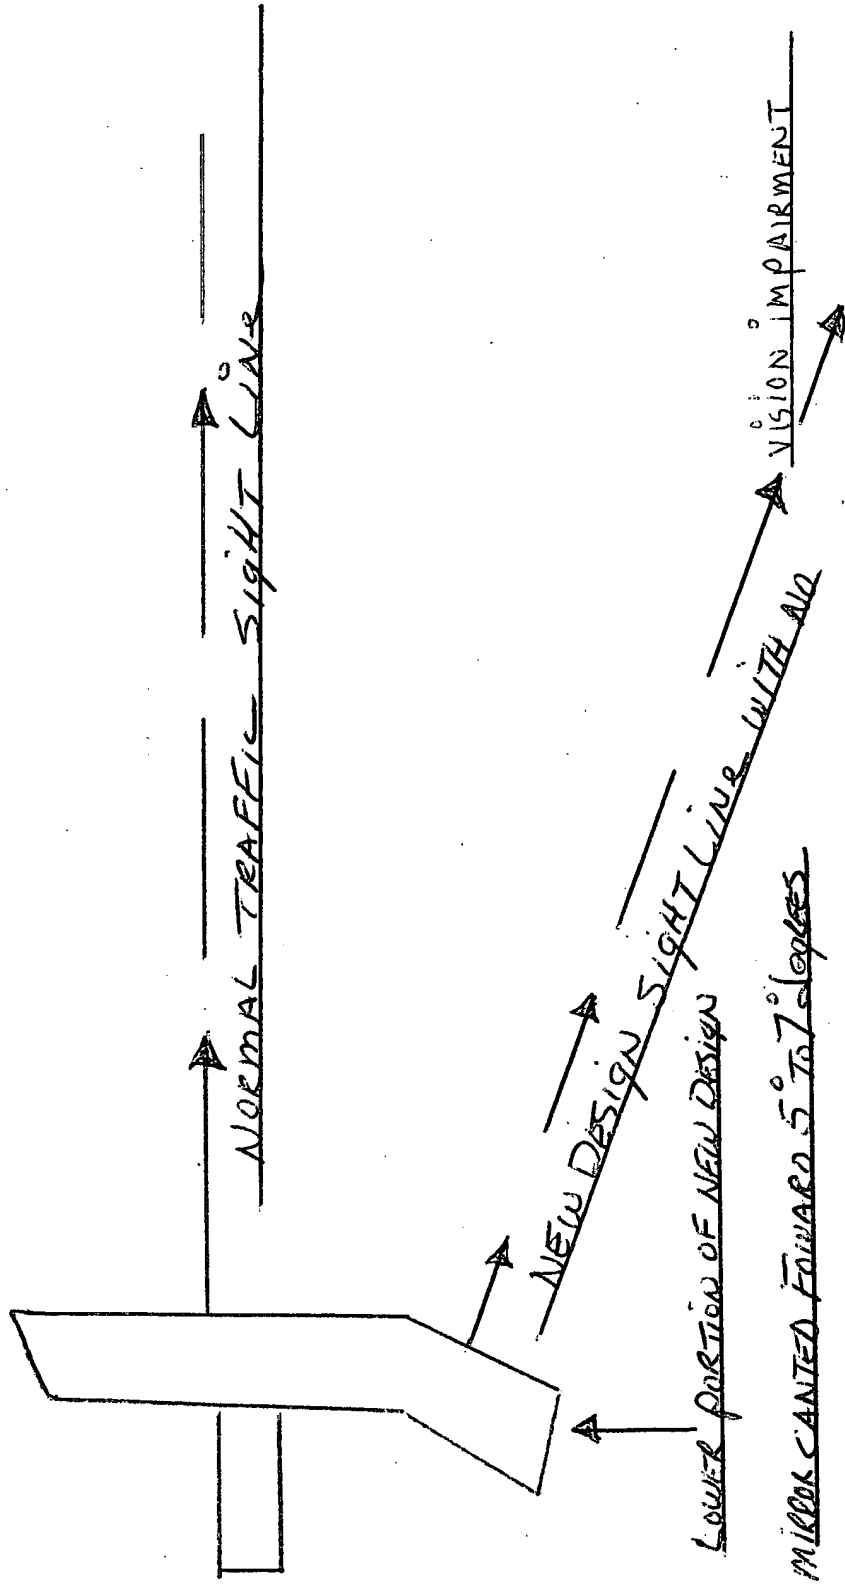 NORMAL TRAFFIC SIGHT LINE
NEW DESIGN SIGHT LINE WITH NO
VISION IMPAIRMENT
LOWER PORTION OF NEW DESIGN
MIRROR CANTED FORWARD 5° TO 7° degrees